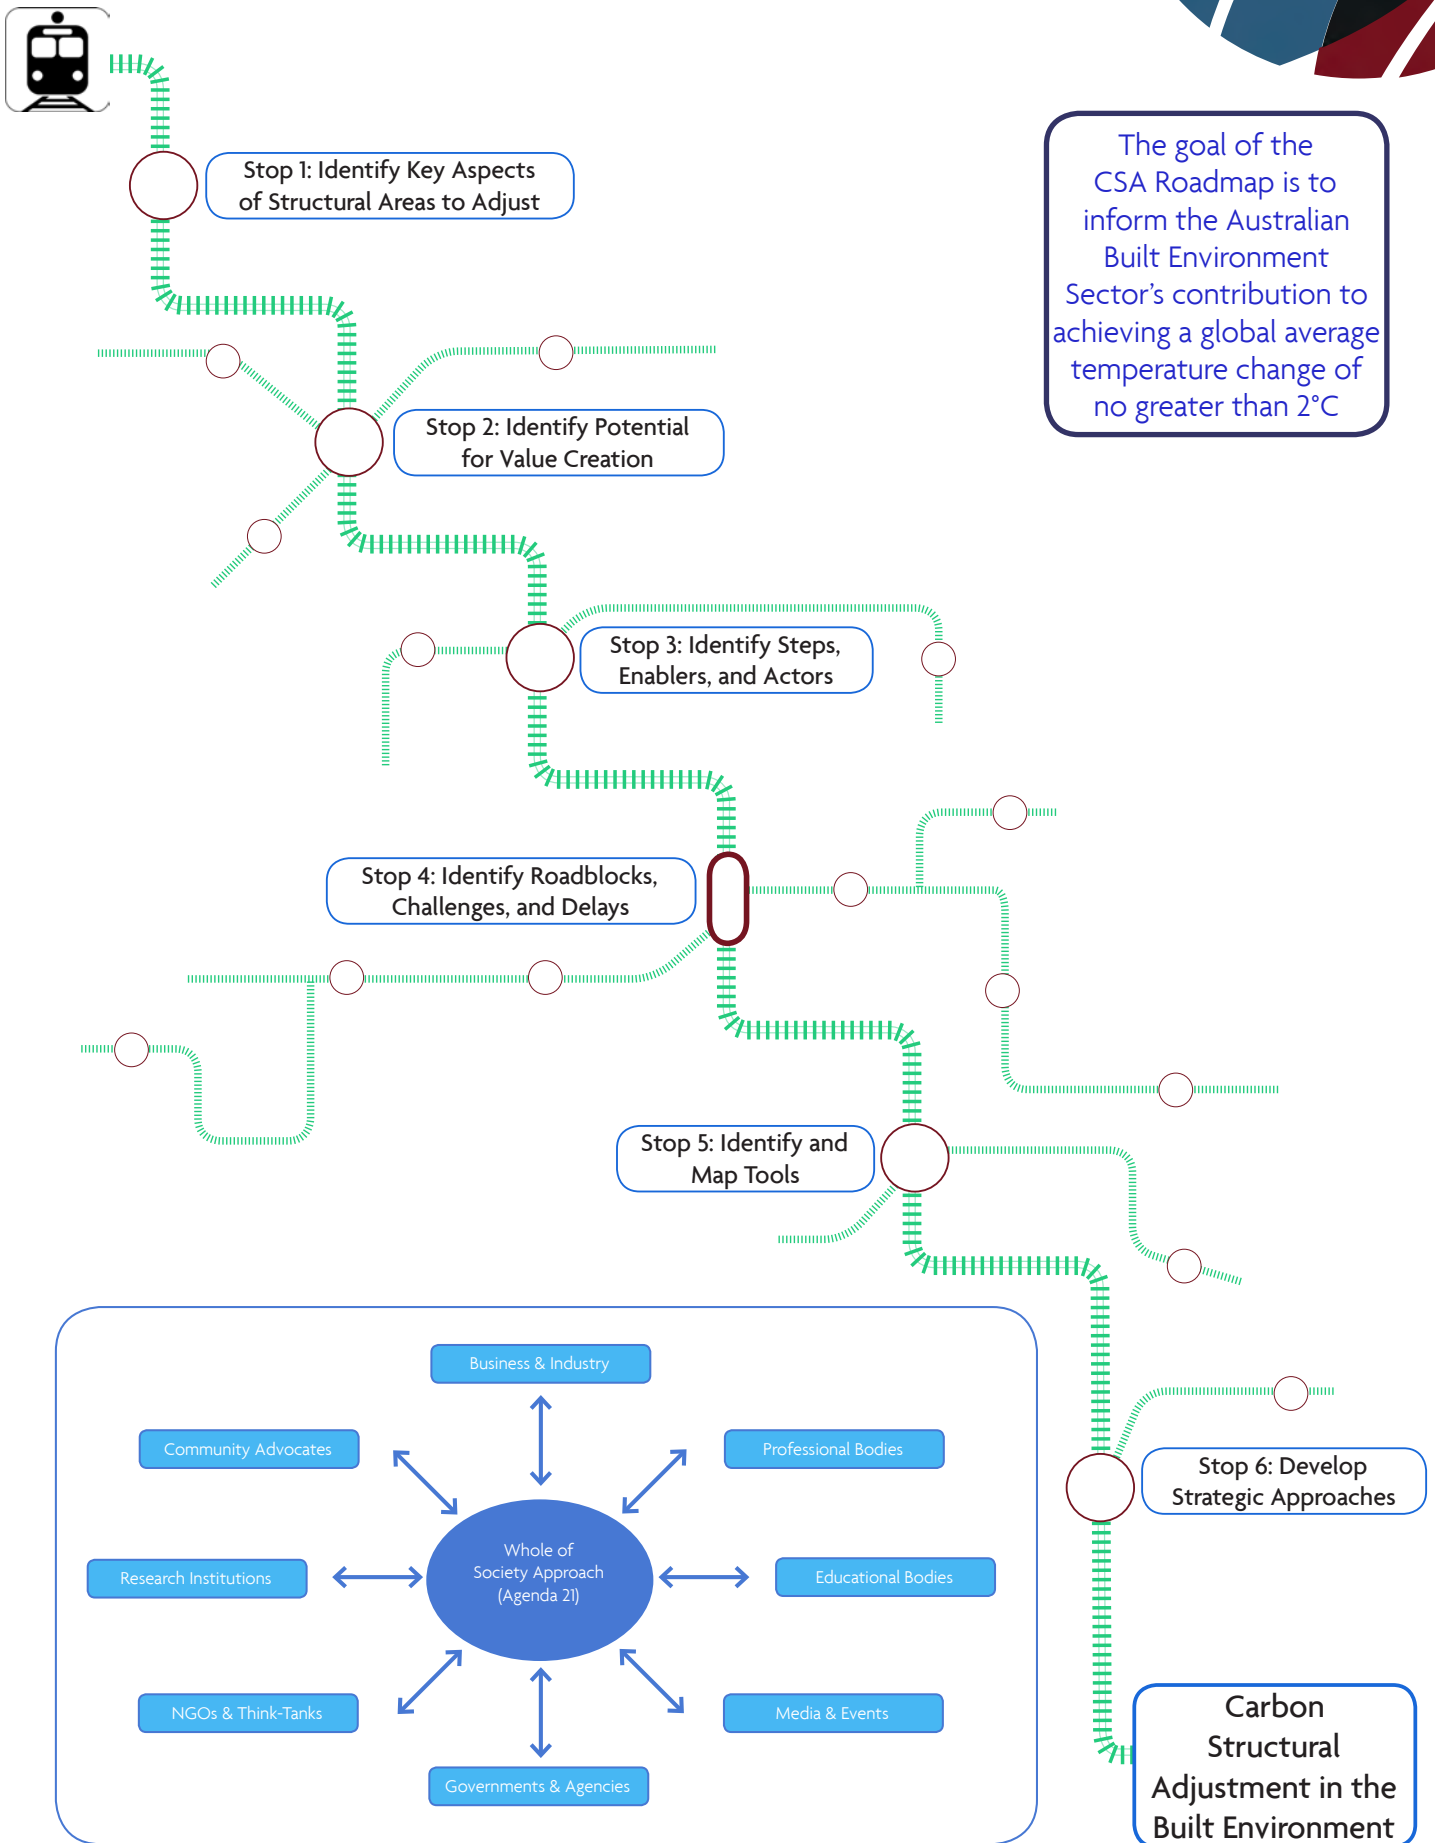 The goal of the
CSA Roadmap is to
inform the Australian
Built Environment
Sector’s contribution to
achieving a global average
temperature change of
no greater than 2°C
Stop 1: Identify Key Aspects
of Structural Areas to Adjust
Stop 2: Identify Potential
for Value Creation
Stop 3: Identify Steps,
Enablers, and Actors
Stop 4: Identify Roadblocks,
Challenges, and Delays
Stop 5: Identify and
Map Tools
Stop 6: Develop
Strategic Approaches
Carbon
Structural
Adjustment in the
Built Environment
Business & Industry
Community Advocates
Professional Bodies
Whole of
Society Approach
(Agenda 21)
Research Institutions
Educational Bodies
NGOs & Think-Tanks
Media & Events
Governments & Agencies